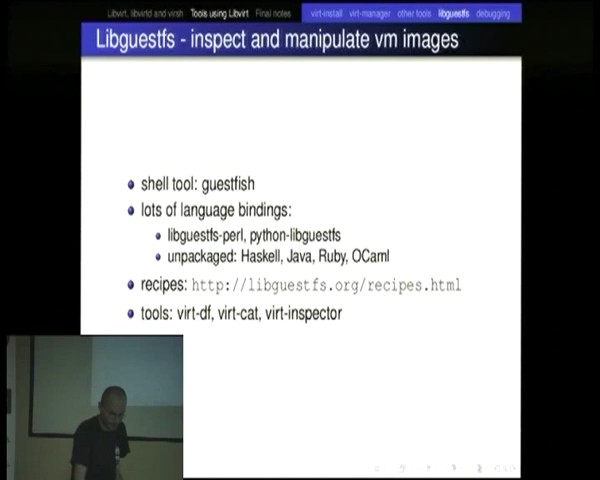 Libvirt, libvirtd and virsh Tools using Libvirt Final notes virt-install virt-manager other tools libguestfs debugging
Libguestfs - inspect and manipulate vm images
shell tool: guestfish
lots of language bindings:
libguestfs-perl, python-libguestfs
unpackaged: Haskell, Java, Ruby, OCaml
recipes: http://libguestfs.org/recipes.html
tools: virt-df, virt-cat, virt-inspector